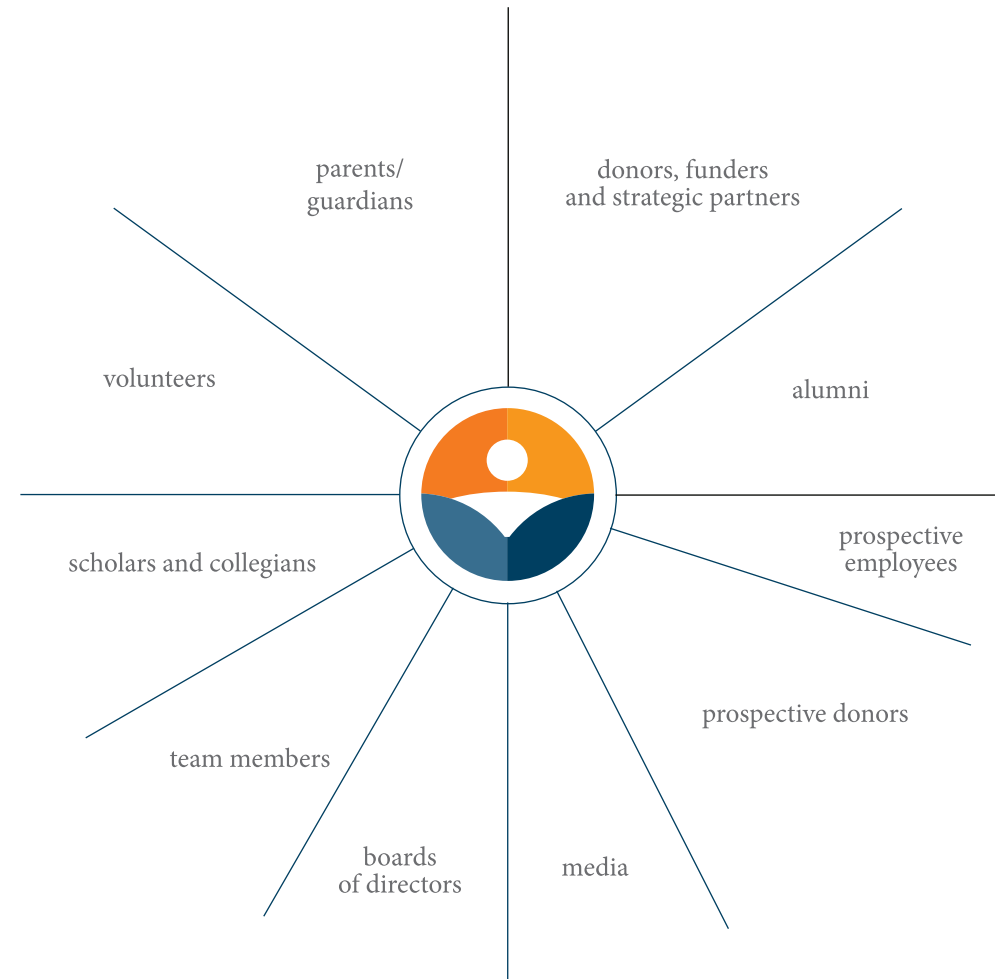 parents/
guardians
donors, funders
and strategic partners
volunteers
alumni
scholars and collegians
prospective
employees
prospective donors
team members
boards
of directors
media